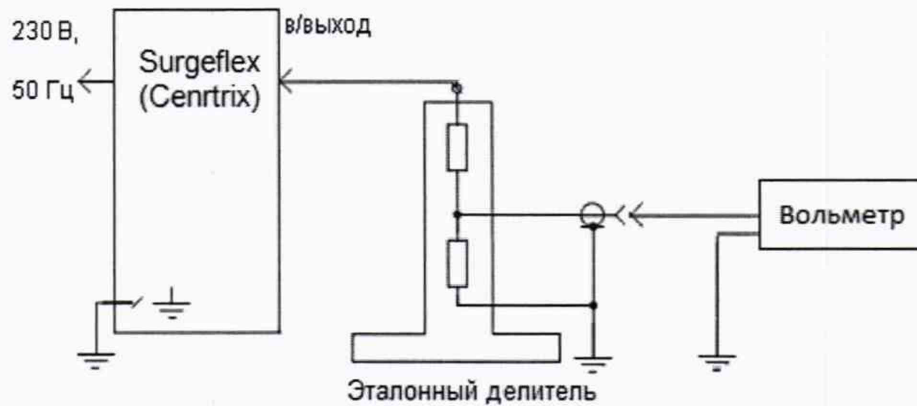 230 В,
в/выход
50 Гц
Surgeflex
(Cenrtrix)
Вольметр
Эталонный делитель